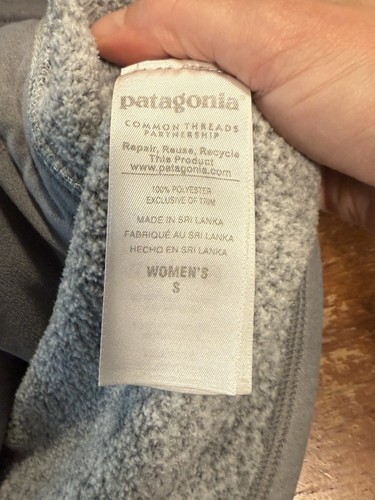 patagonia®
COMMON THREADS
PARTNERSHIP
Repair, Reuse, Recycle
This Product
www.patagonia.com
100% POLYESTER
EXCLUSIVE OF TRIM
MADE IN SRI LANKA
FABRIQUÉ AU SRI LANKA
HECHO EN SRI LANKA
WOMEN'S
S